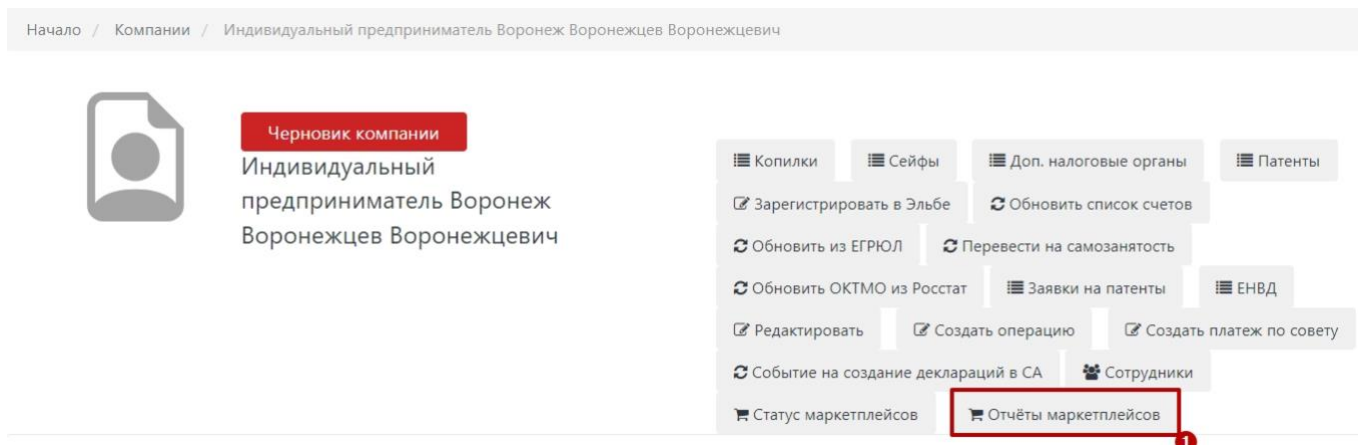 Начало / Компании / Индивидуальный предприниматель Воронеж Воронежцев Воронежцевич
Черновик компании
Индивидуальный
предприниматель Воронеж
Воронежцев Воронежцевич
Копилки Сейфы Доп. налоговые органы Патенты
Зарегистрировать в Эльбе Обновить список счетов
Обновить из ЕГРЮЛ Перевести на самозанятость
Обновить ОКТМО из Росстат Заявки на патенты ЕНВД
Редактировать Создать операцию Создать платеж по совету
Событие на создание деклараций в СА Сотрудники
Статус маркетплейсов Отчёты маркетплейсов
1